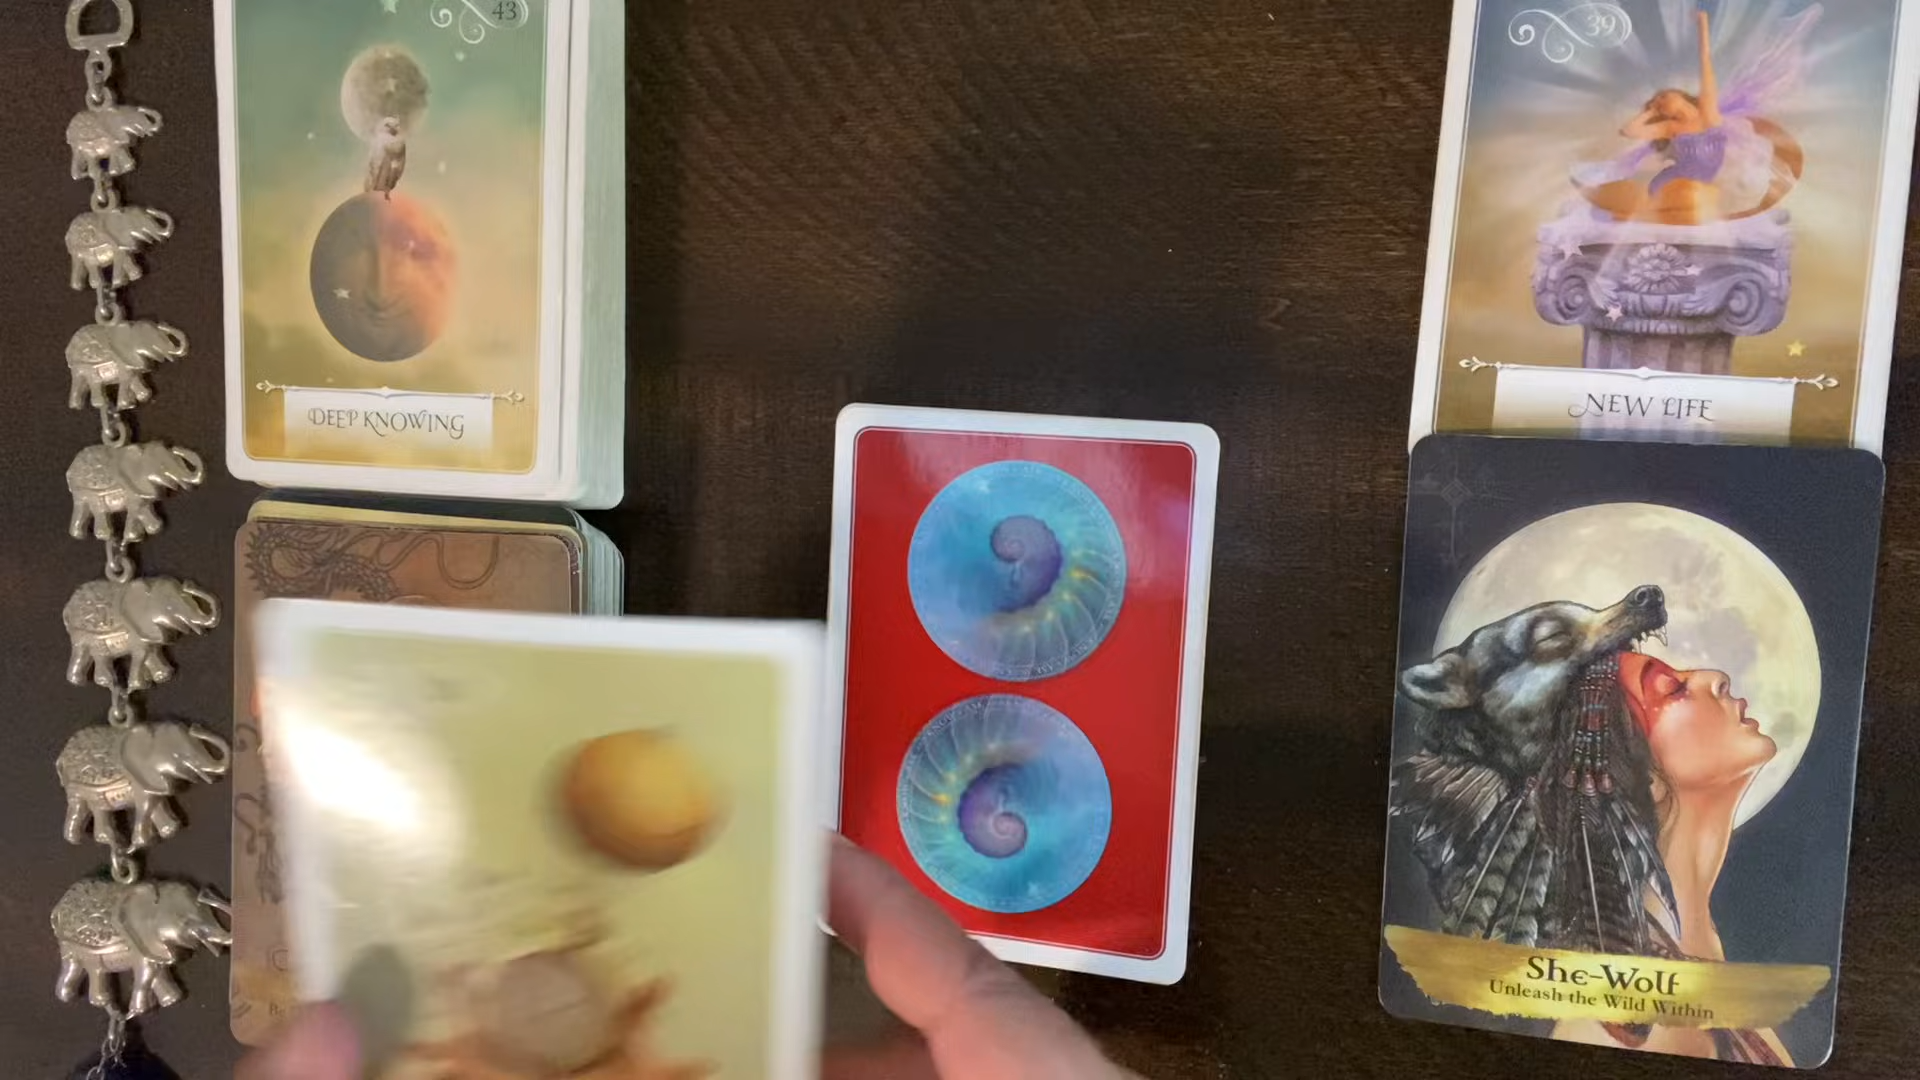 43
DEEP KNOWING
39
NEW LIFE
She-Wolf
Unleash the Wild Within